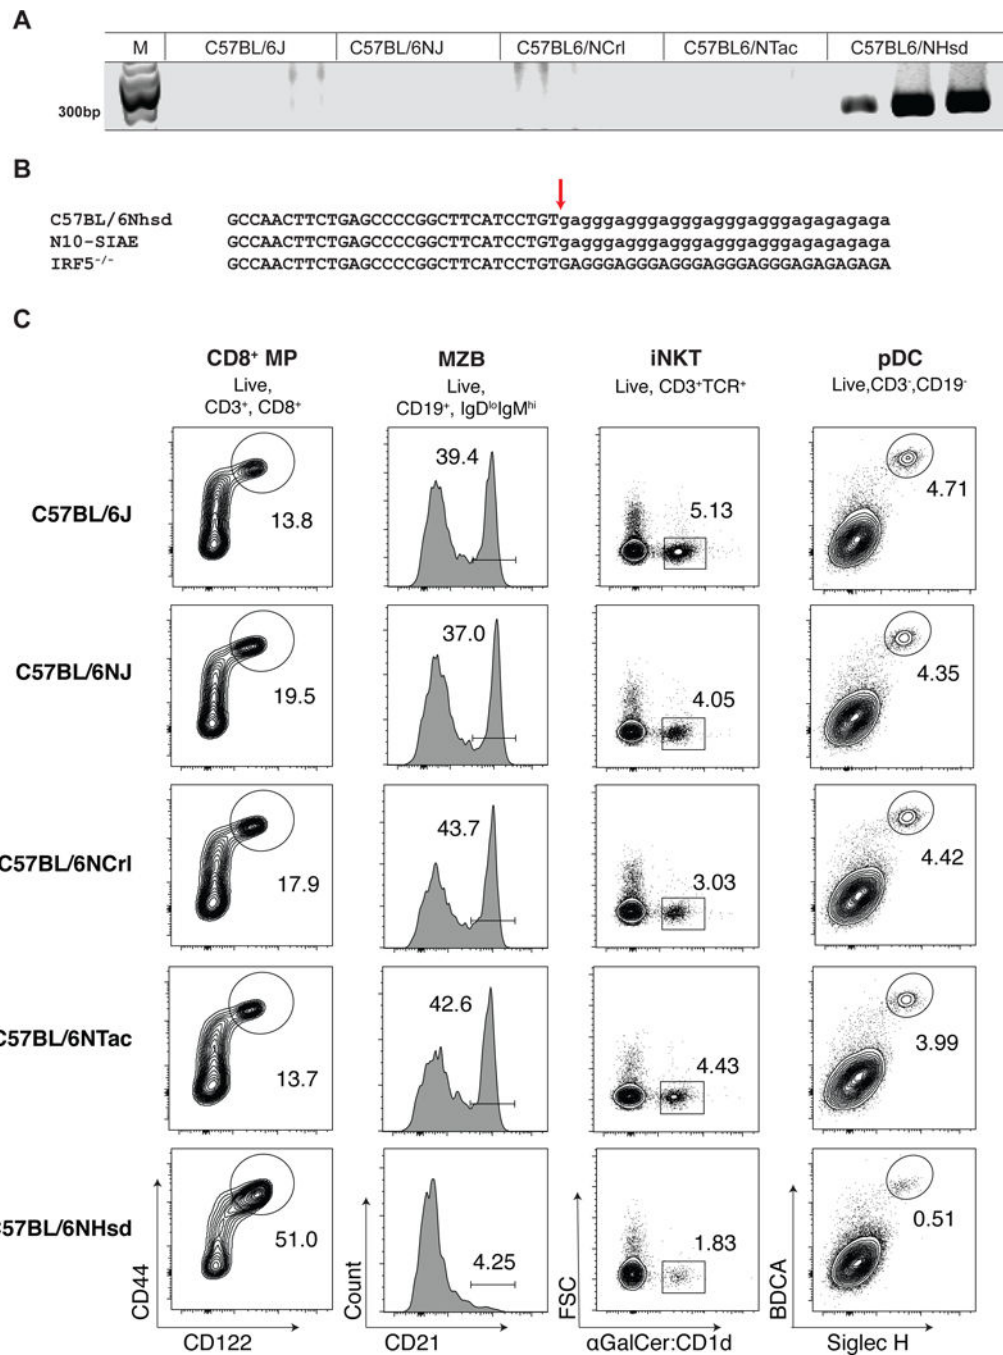 A
M C57BL/6J C57BL/6NJ C57BL6/NCrl C57BL6/NTac C57BL6/NHsd
300bp
B
C57BL/6Nhsd GCCAACTTCTGAGCCCCGGCTTCATCCTGTgagggagggagggagggagggagagagaga
N10-SIAE GCCAACTTCTGAGCCCCGGCTTCATCCTGTgagggagggagggagggagggagagagaga
IRF5-/- GCCAACTTCTGAGCCCCGGCTTCATCCTGTGAGGGAGGGAGGGAGGGAGGGAGAGAGAGA
C
CD8+ MP MZB iNKT pDC
Live, Live, Live, CD3+TCR+ Live,CD3-,CD19-
CD3+, CD8+ CD19+, IgDloIgMhi
C57BL/6J 13.8 39.4 5.13 4.71
C57BL/6NJ 19.5 37.0 4.05 4.35
C57BL/6NCrl 17.9 43.7 3.03 4.42
C57BL/6NTac 13.7 42.6 4.43 3.99
C57BL/6NHsd 51.0 4.25 1.83 0.51
CD44 Count FSC BDCA
CD122 CD21 αGalCer:CD1d Siglec H